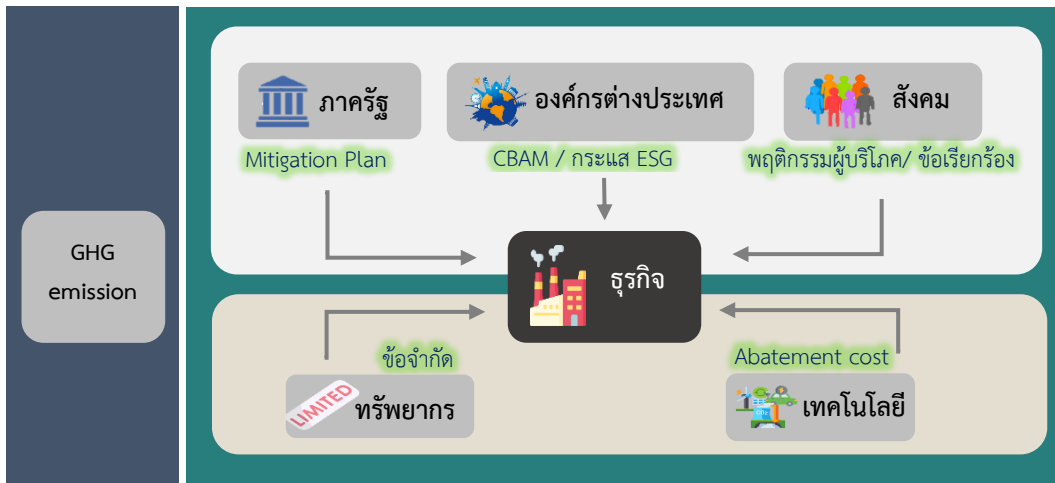 GHG
emission
ภาครัฐ
องค์กรต่างประเทศ
สังคม
Mitigation Plan
CBAM / กระแส ESG
พฤติกรรมผู้บริโภค/ ข้อเรียกร้อง
ธุรกิจ
ข้อจำกัด
Abatement cost
LIMITED
ทรัพยากร
เทคโนโลยี